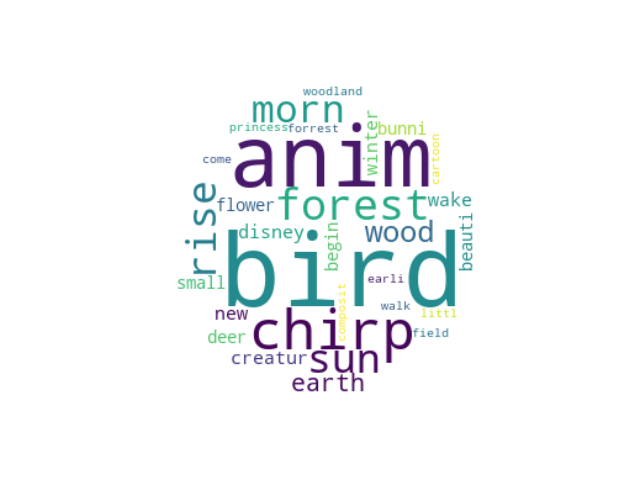 woodland
morn
princess
forrest
winter
bunni
cartoon
come
anim
rise
flower
forest
wake
disney
begin
wood
beauti
small
bird
earli
new
composit
walk
littl
deer
chirp
field
creatur
sun
earth